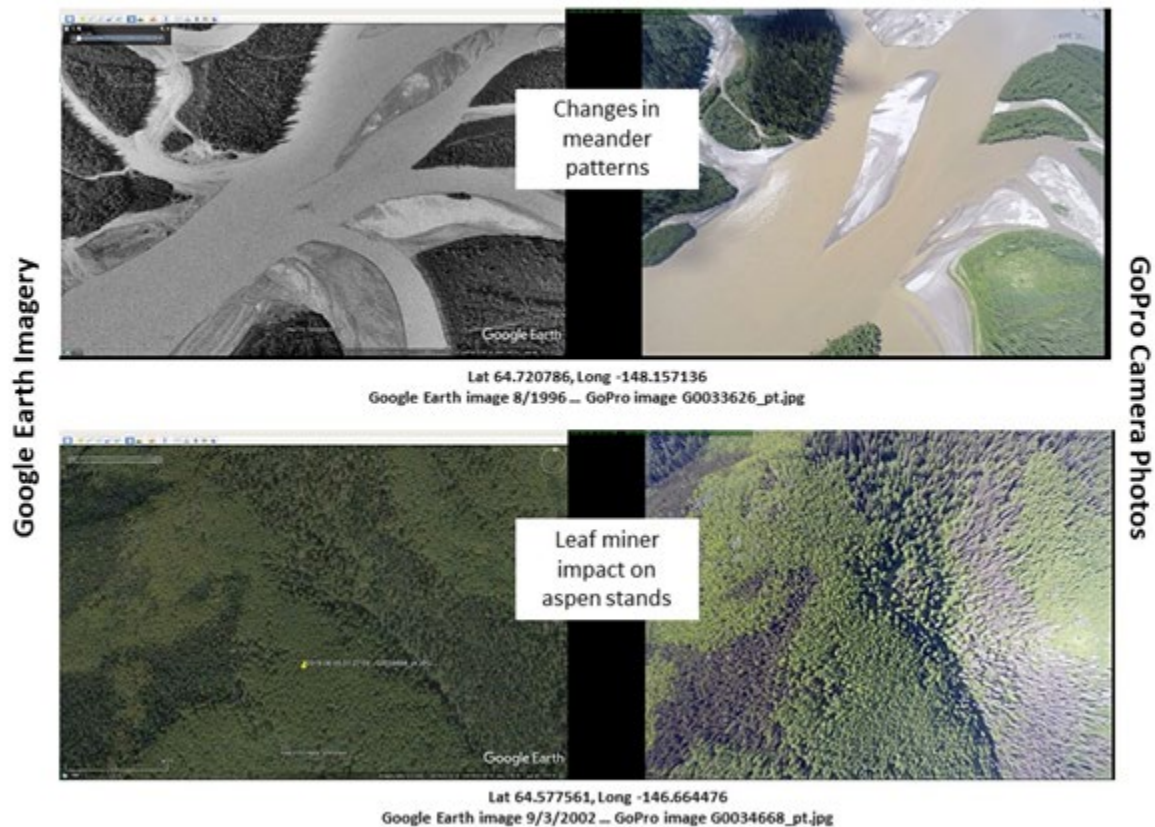 Google Earth Imagery
Changes in
meander
patterns
Google Earth
GoPro Camera Photos
Lat 64.720786, Long -148.157136
Google Earth image 8/1996 ... GoPro image G0033626_pt.jpg
Leaf miner
impact on
aspen stands
Google Earth
Lat 64.577561, Long -146.664476
Google Earth image 9/3/2002 ... GoPro image G0034668_pt.jpg